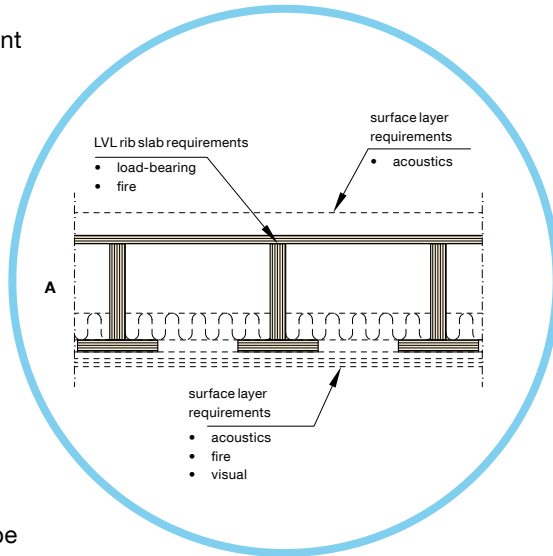 nt
surface layer
requirements
• acoustics
LVL rib slab requirements
• load-bearing
• fire
A
surface layer
requirements
• acoustics
• fire
• visual
pe